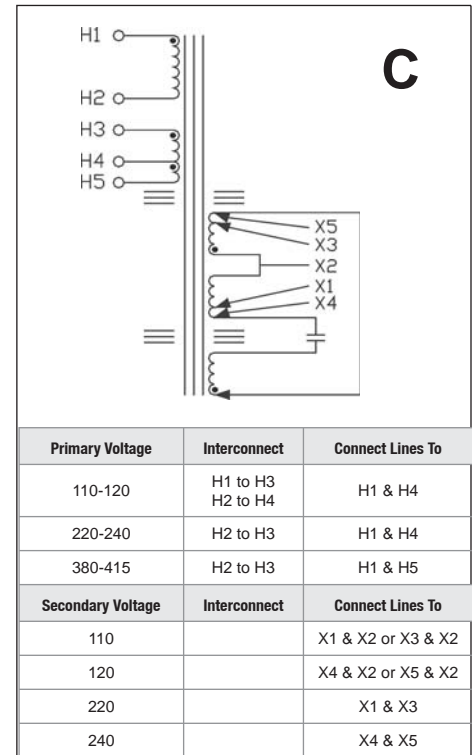 H1
C
H2
H3
H4
H5
X5
X3
X2
X1
X4
Primary Voltage Interconnect Connect Lines To
110-120 H1 to H3 H1 & H4
H2 to H4
220-240 H2 to H3 H1 & H4
380-415 H2 to H3 H1 & H5
Secondary Voltage Interconnect Connect Lines To
110 X1 & X2 or X3 & X2
120 X4 & X2 or X5 & X2
220 X1 & X3
240 X4 & X5